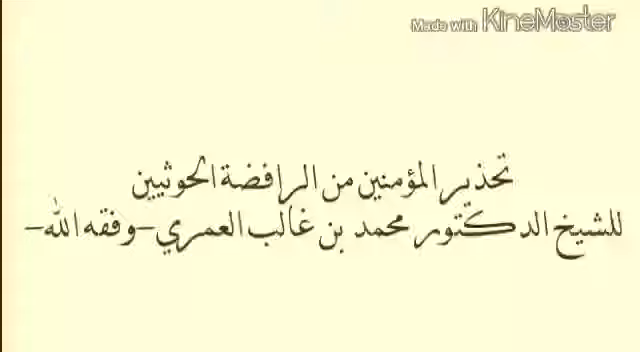 Made with KineMaster
تحذير المؤمنين من الرافضة الحوثيين
للشيخ الدكتور محمد بن غالب العمري -وفقه الله-